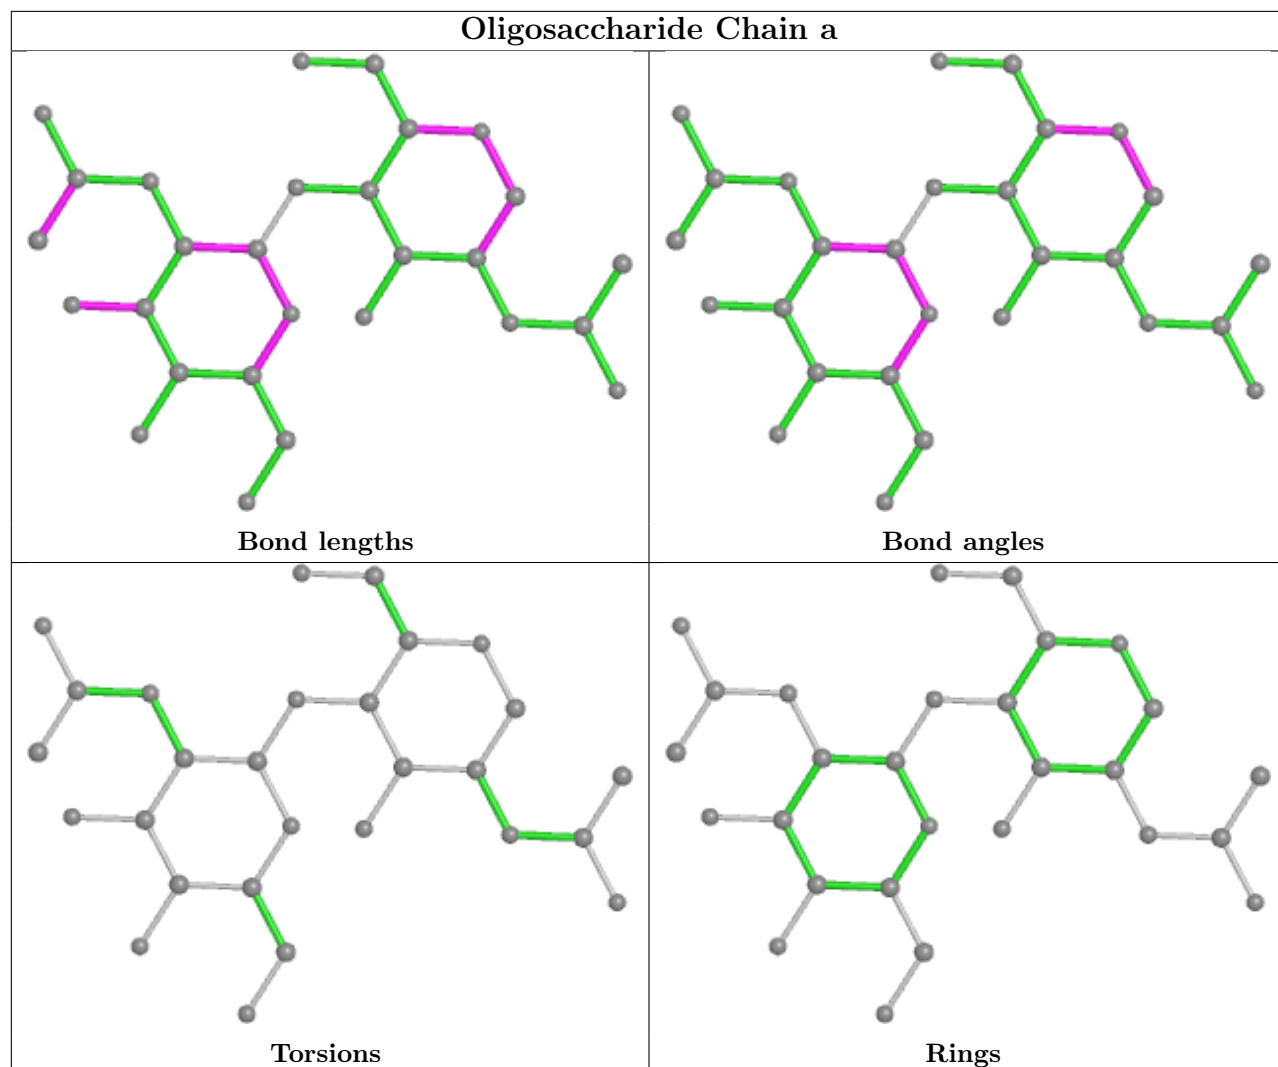 Oligosaccharide Chain a
Bond lengths
Bond angles
Torsions
Rings